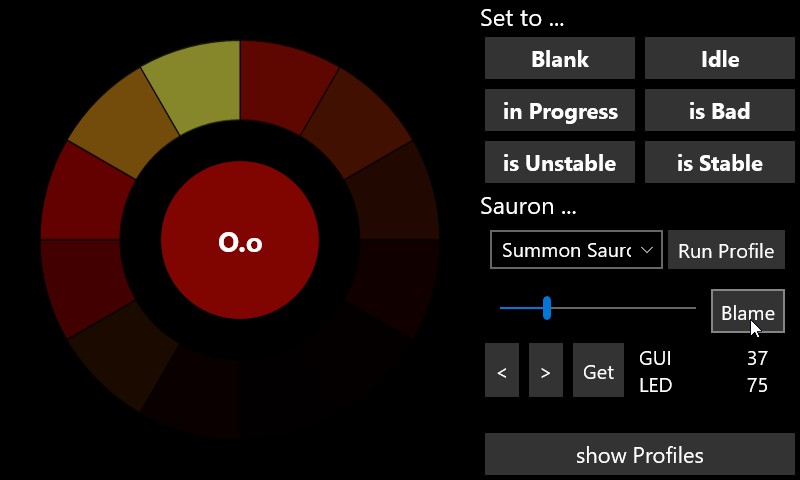 O.o
Set to ...
Blank
Idle
in Progress
is Bad
is Unstable
is Stable
Sauron ...
Summon Saurc
Run Profile
Blame
<
>
Get
GUI 37
LED 75
show Profiles